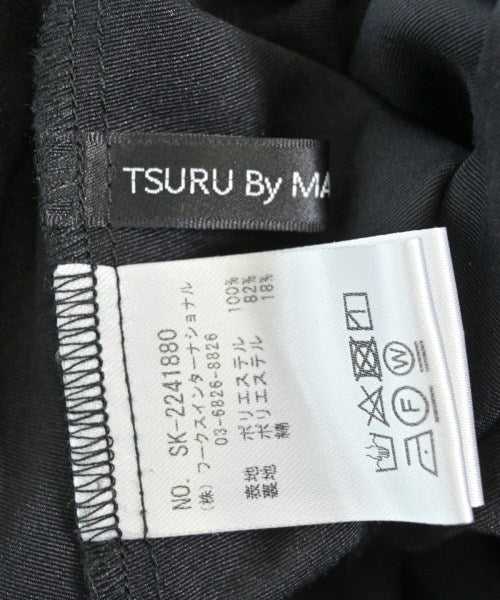 TSURU By MA
NO. SK-2241880
(株) フークスインターナショナル
03-6826-8826
表地 ポリエステル 100%
裏地 ポリエステル 82%
綿 18%
F W